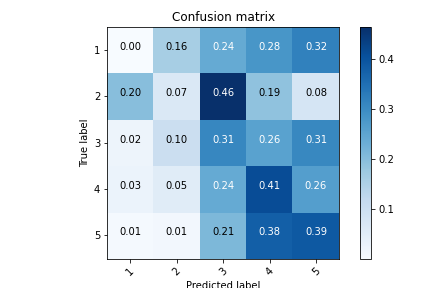 Confusion matrix
1 0.00 0.16 0.24 0.28 0.32
2 0.20 0.07 0.46 0.19 0.08
3 0.02 0.10 0.31 0.26 0.31
4 0.03 0.05 0.24 0.41 0.26
5 0.01 0.01 0.21 0.38 0.39
1 2 3 4 5
True label
Predicted label
0.4
0.3
0.2
0.1